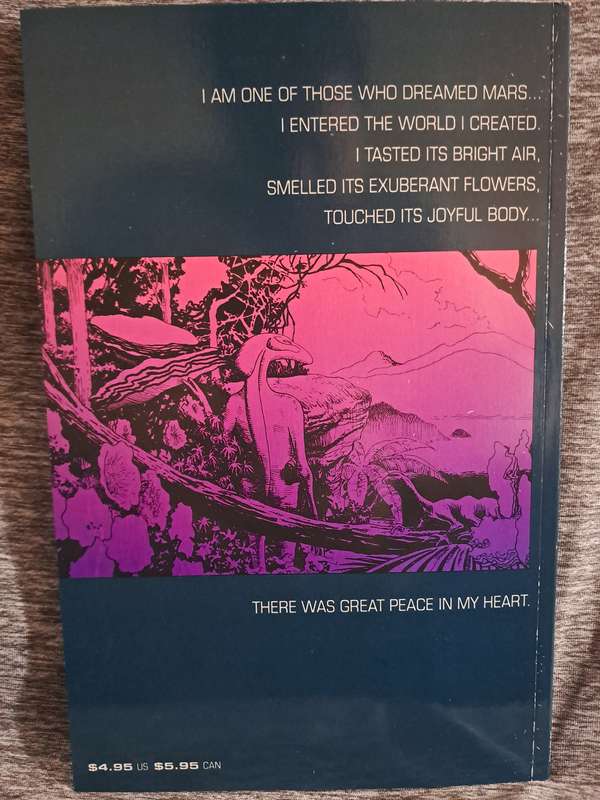 I AM ONE OF THOSE WHO DREAMED MARS...
I ENTERED THE WORLD I CREATED.
I TASTED ITS BRIGHT AIR,
SMELLED ITS EXUBERANT FLOWERS,
TOUCHED ITS JOYFUL BODY...
THERE WAS GREAT PEACE IN MY HEART.
$4.95 US $5.95 CAN